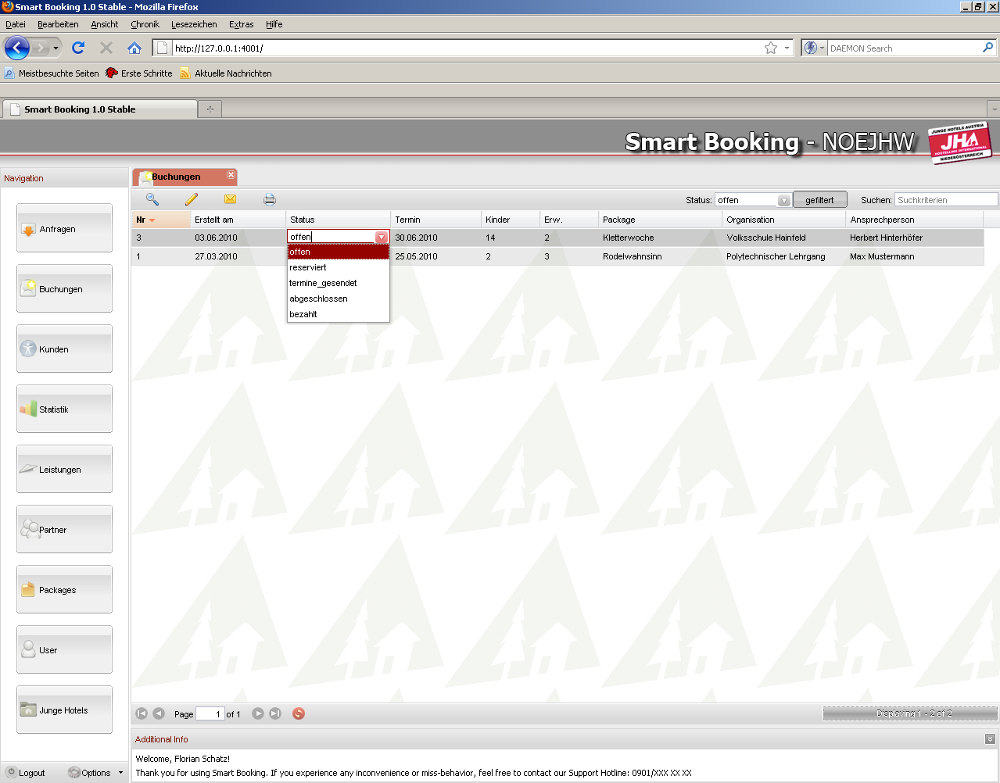 Smart Booking 1.0 Stable - Mozilla Firefox
Datei Bearbeiten Ansicht Chronik Lesezeichen Extras Hilfe
http://127.0.0.1:4001/ DAEMON Search
Meistbesuchte Seiten Erste Schritte Aktuelle Nachrichten
Smart Booking 1.0 Stable
Smart Booking - NOEJHW
JUNGE HOTELS AUSTRIA
JHA
HOSTELLING INTERNATIONAL
NIEDERÖSTERREICH
Navigation
Anfragen
Buchungen
Kunden
Statistik
Leistungen
Partner
Packages
User
Junge Hotels
Logout Options
Buchungen
Status: offen gefiltert Suchen: Suchkriterien
Nr Erstellt am Status Termin Kinder Erw. Package Organisation Ansprechperson
3 03.06.2010 offen 30.06.2010 14 2 Kletterwoche Volksschule Hainfeld Herbert Hinterhöfer
1 27.03.2010 25.05.2010 2 3 Rodelwahnsinn Polytechnischer Lehrgang Max Mustermann
offen
reserviert
termine_gesendet
abgeschlossen
bezahlt
Page 1 of 1 Displaying 1 - 2 of 2
Additional Info
Welcome, Florian Schatz!
Thank you for using Smart Booking. If you experience any inconvenience or miss-behavior, feel free to contact our Support Hotline: 0901/XXX XX XX